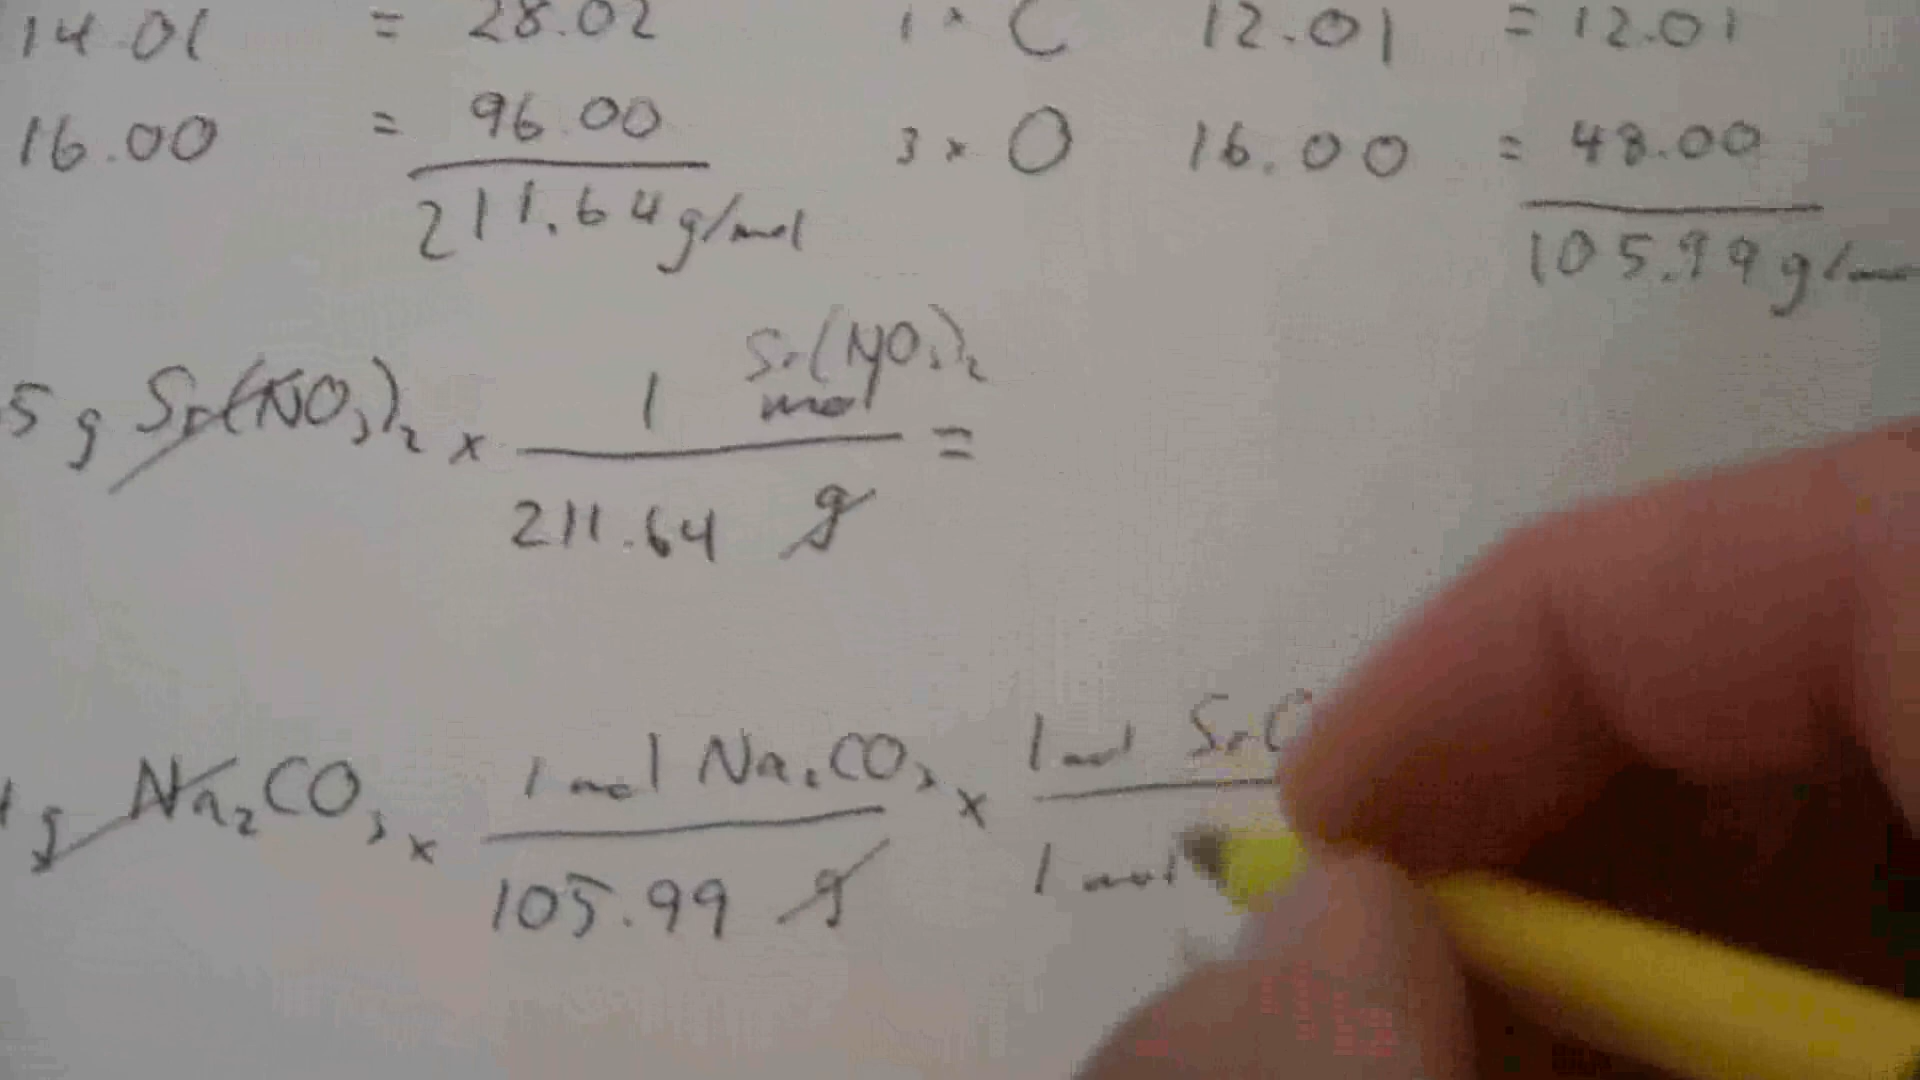 14.01 = 28.02 1 × C 12.01 = 12.01
16.00 = 96.00 3 × O 16.00 = 48.00
211.64 g/mol 105.99 g/
5 g Sr(NO3)2 × 1 mol Sr(NO3)2 =
211.64 g
g Na2CO3 × 1 mol Na2CO3 × 1 mol Sr
105.99 g 1 mol